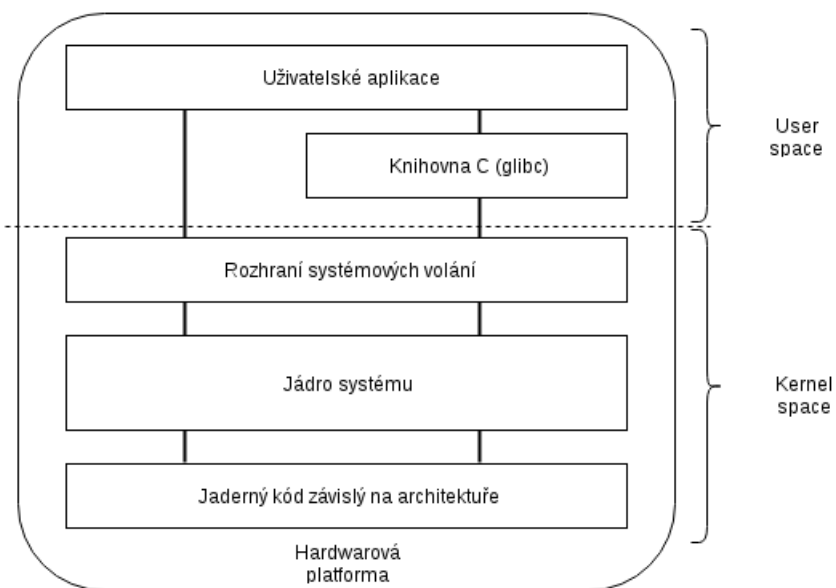 Uživatelské aplikace
User
space
Knihovna C (glibc)
Rozhraní systémových volání
Jádro systému
Kernel
space
Jaderný kód závislý na architektuře
Hardwarová
platforma